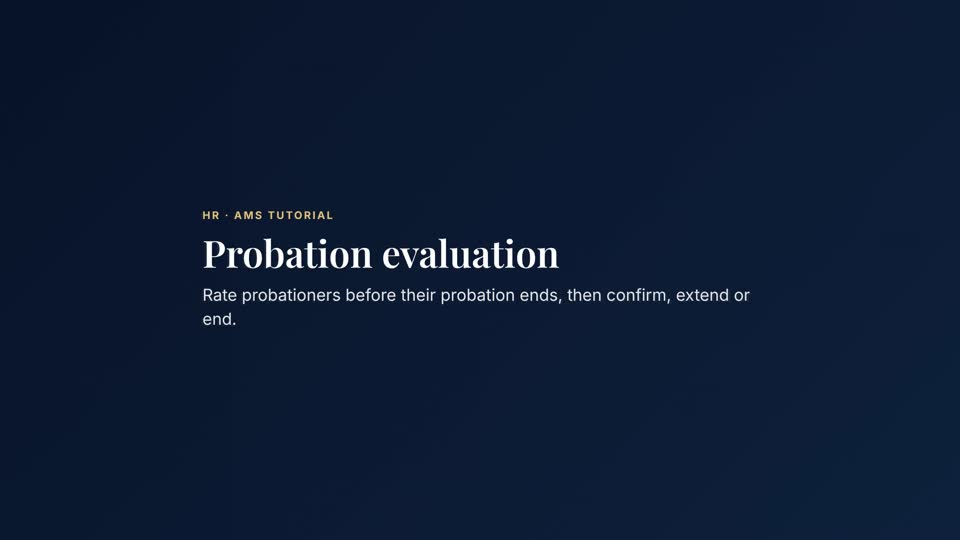 HR · AMS TUTORIAL
Probation evaluation
Rate probationers before their probation ends, then confirm, extend or
end.